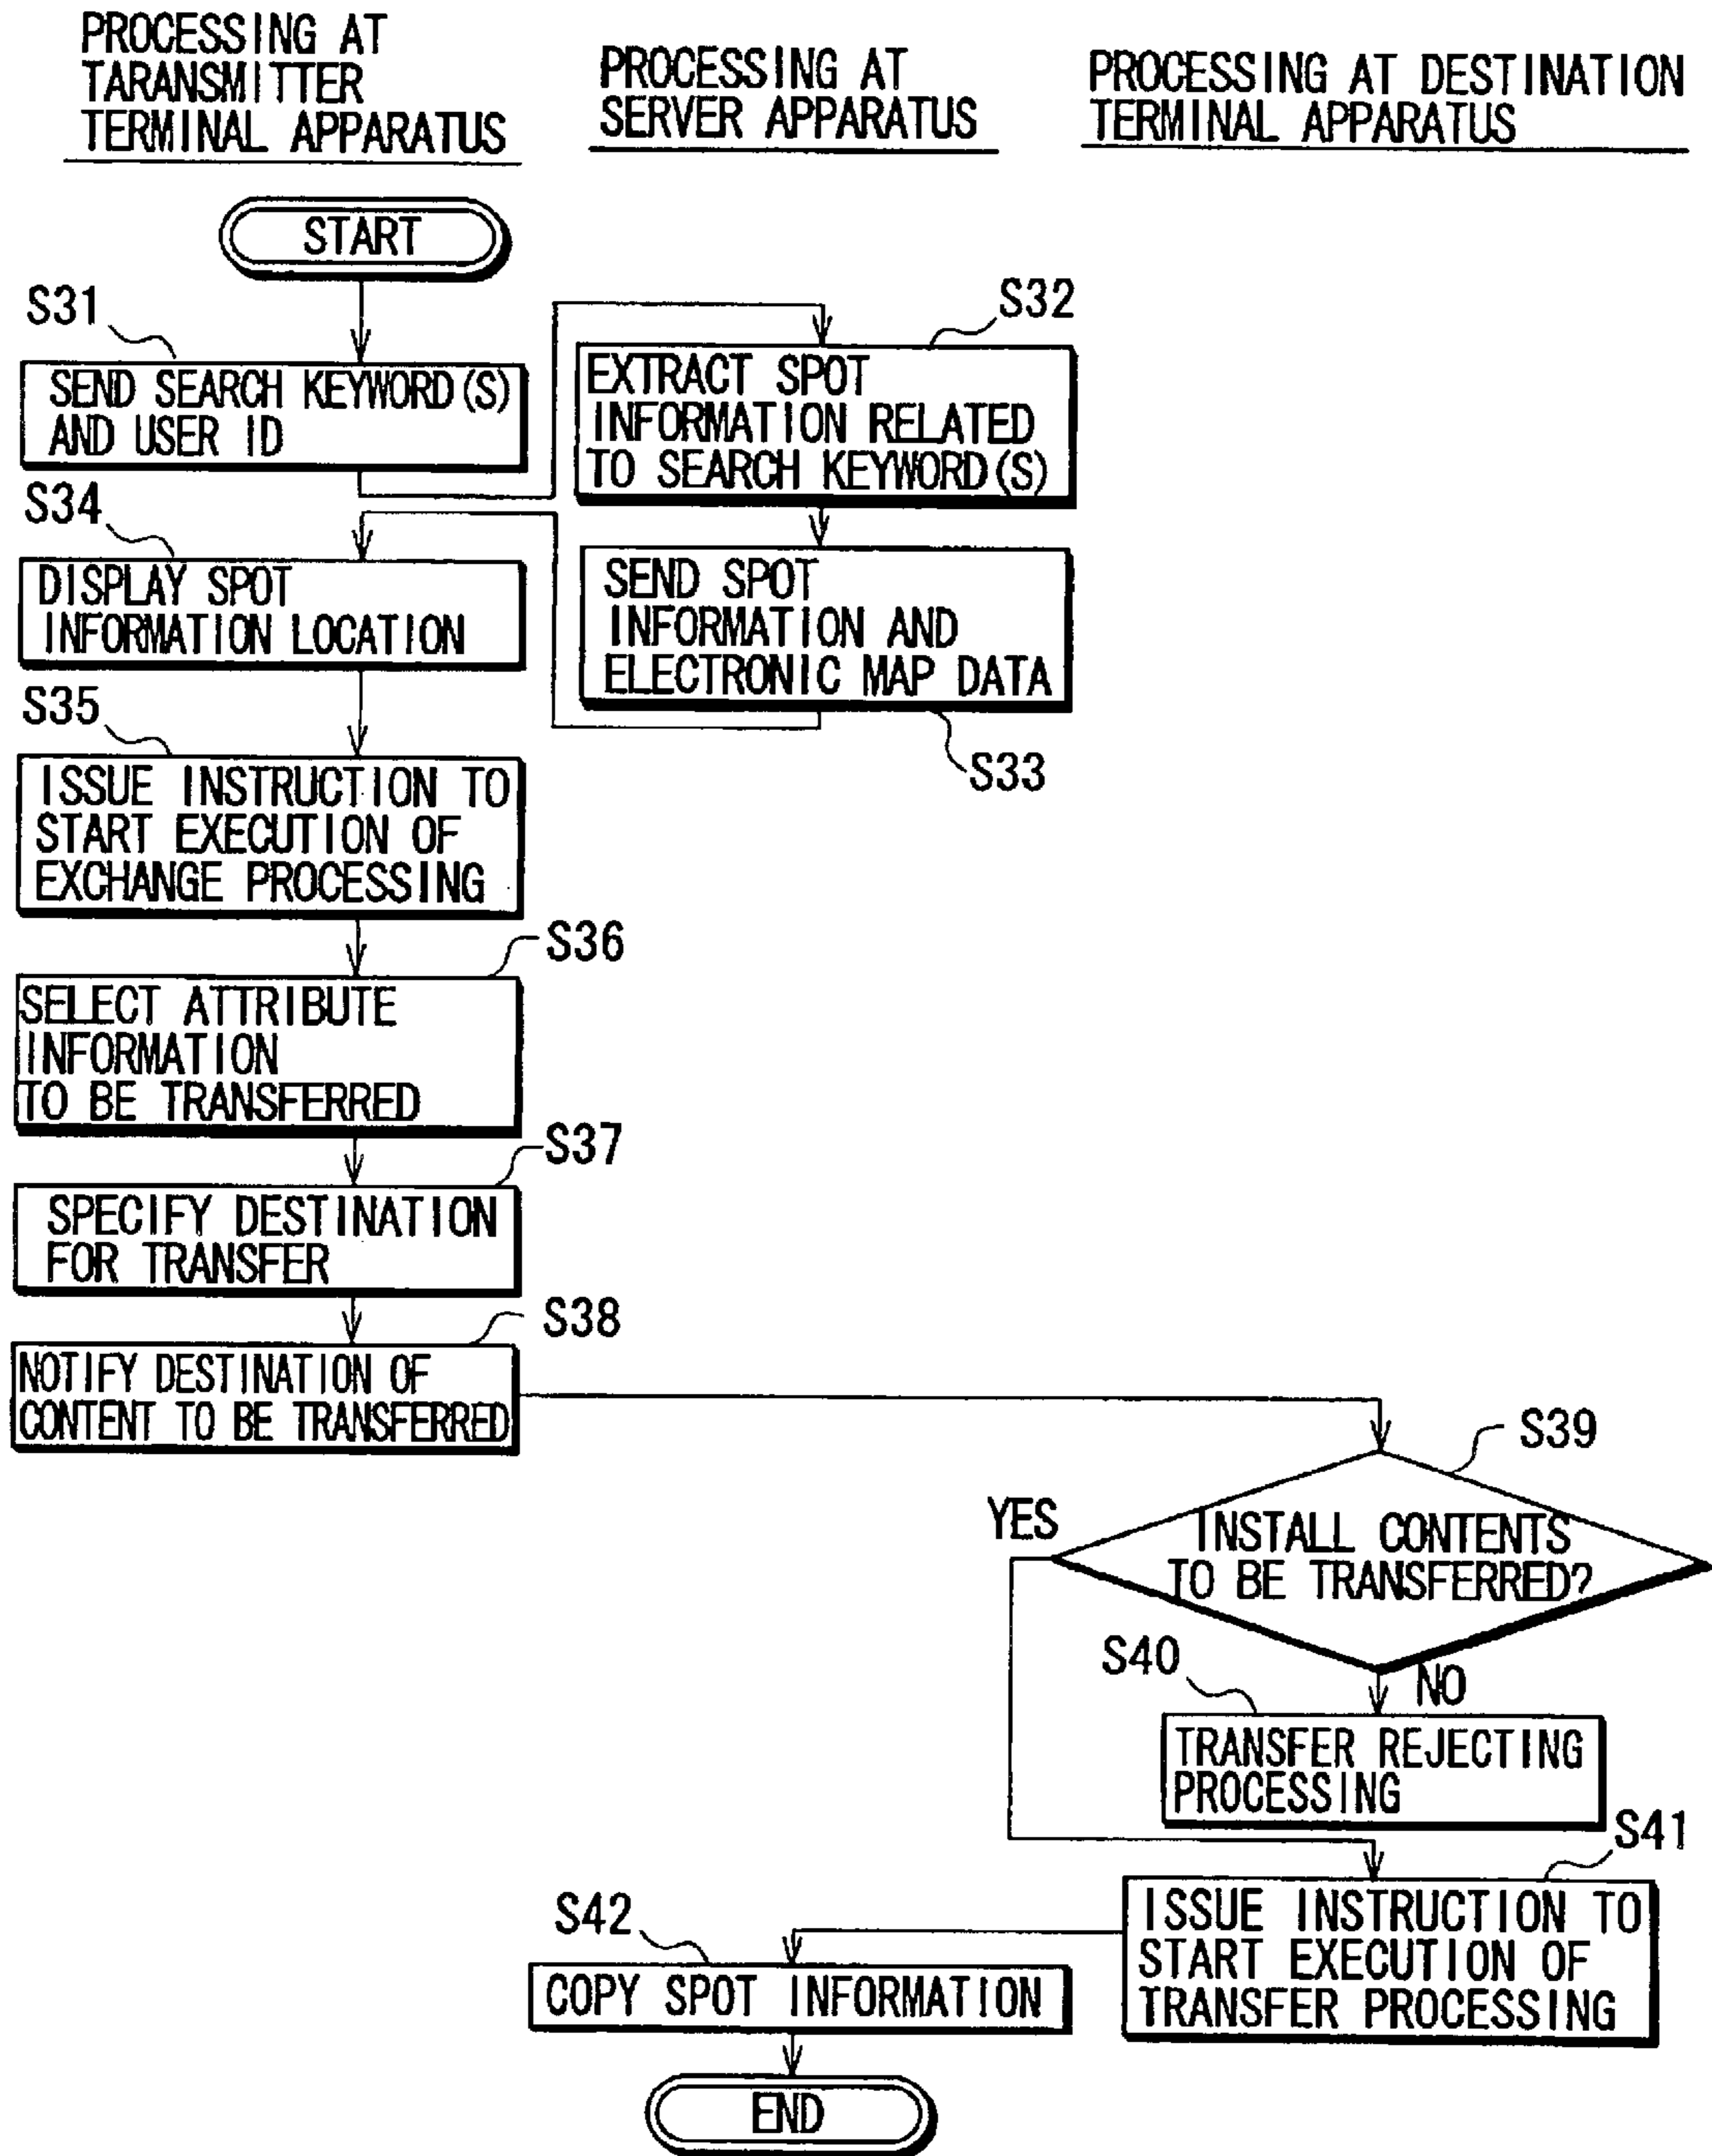 PROCESSING AT
TARANSMITTER
TERMINAL APPARATUS
PROCESSING AT
SERVER APPARATUS
PROCESSING AT DESTINATION
TERMINAL APPARATUS
START
S31
SEND SEARCH KEYWORD(S)
AND USER ID
S32
EXTRACT SPOT
INFORMATION RELATED
TO SEARCH KEYWORD(S)
S34
DISPLAY SPOT
INFORMATION LOCATION
SEND SPOT
INFORMATION AND
ELECTRONIC MAP DATA
S33
S35
ISSUE INSTRUCTION TO
START EXECUTION OF
EXCHANGE PROCESSING
S36
SELECT ATTRIBUTE
INFORMATION
TO BE TRANSFERRED
S37
SPECIFY DESTINATION
FOR TRANSFER
S38
NOTIFY DESTINATION OF
CONTENT TO BE TRANSFERRED
S39
YES
INSTALL CONTENTS
TO BE TRANSFERRED?
S40
NO
TRANSFER REJECTING
PROCESSING
S41
ISSUE INSTRUCTION TO
START EXECUTION OF
TRANSFER PROCESSING
S42
COPY SPOT INFORMATION
END